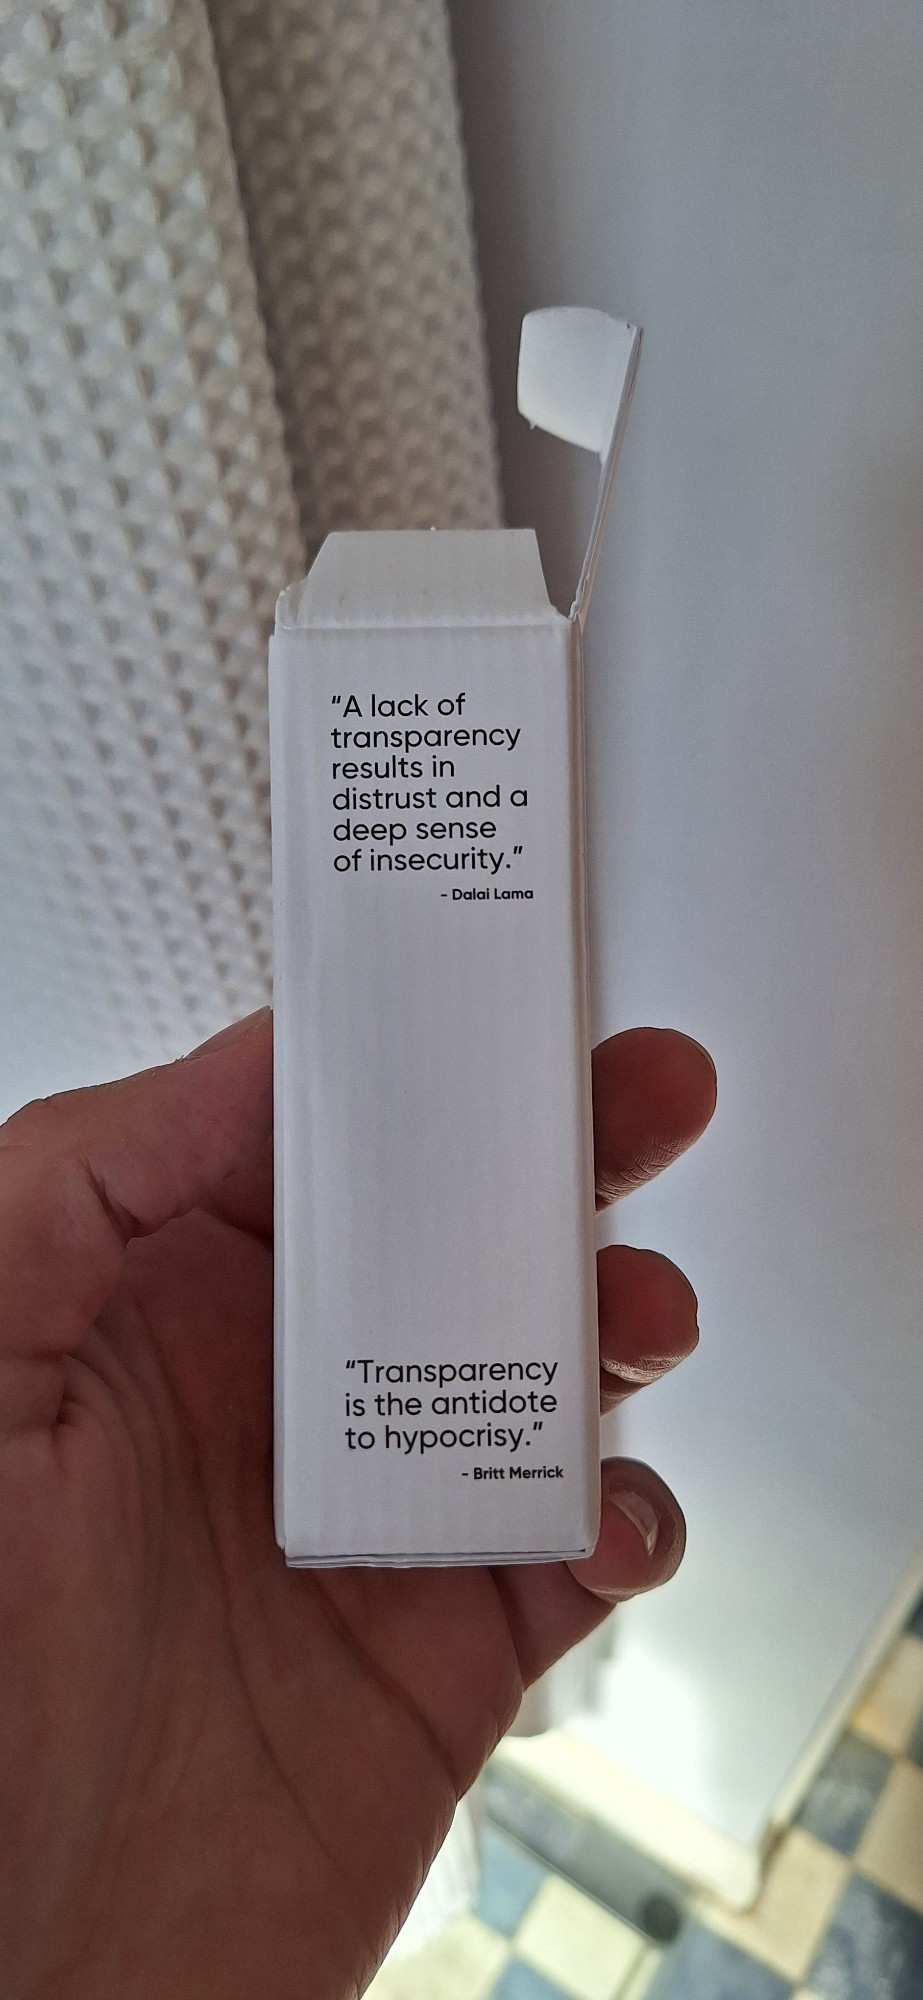 “A lack of
transparency
results in
distrust and a
deep sense
of insecurity.”
- Dalai Lama
“Transparency
is the antidote
to hypocrisy.”
- Britt Merrick